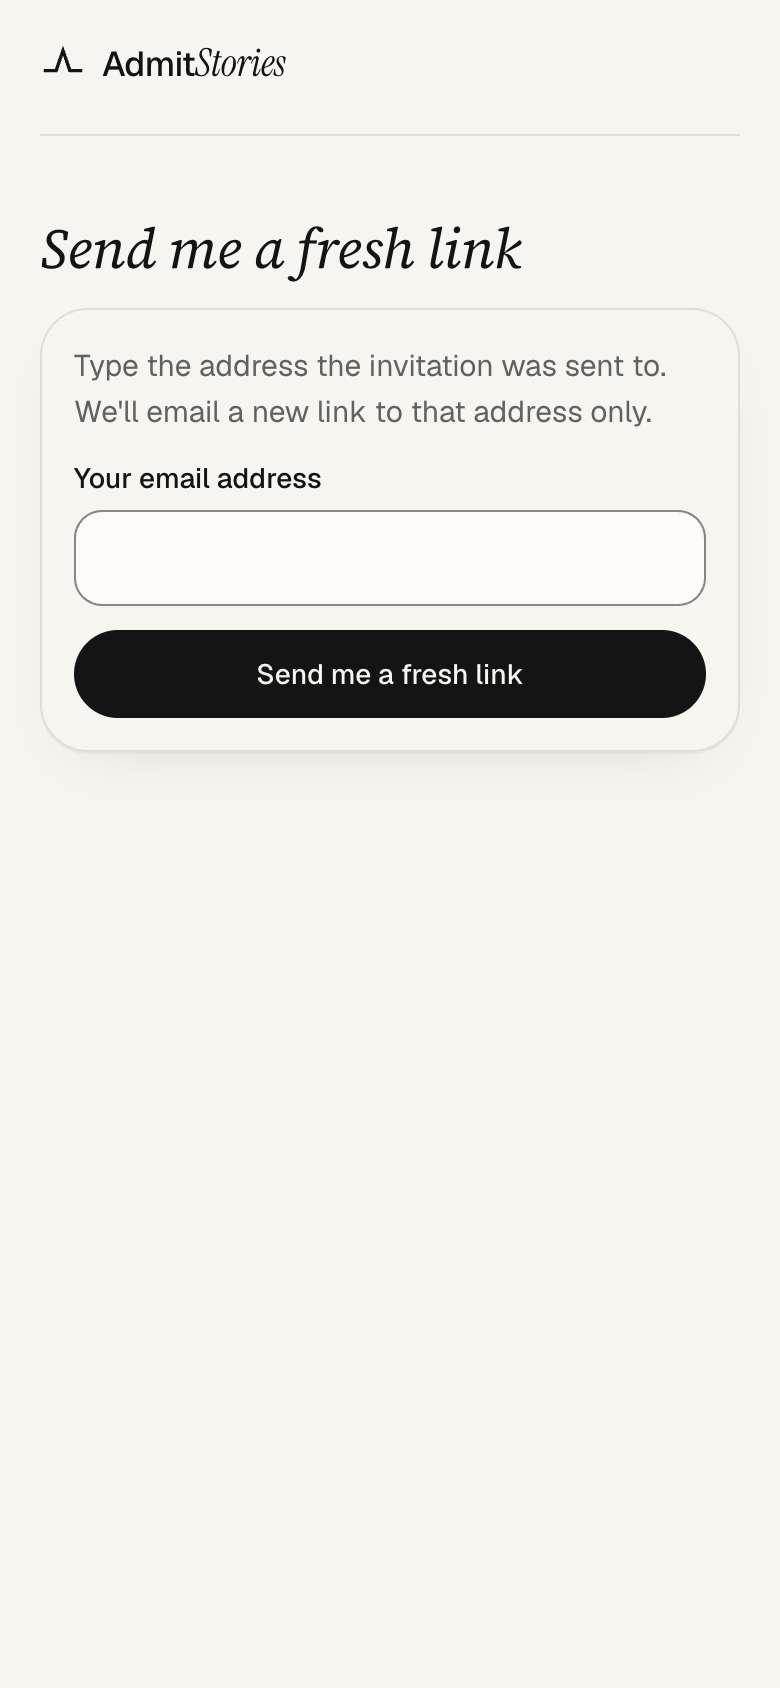 AdmitStories
Send me a fresh link
Type the address the invitation was sent to.
We'll email a new link to that address only.
Your email address
Send me a fresh link